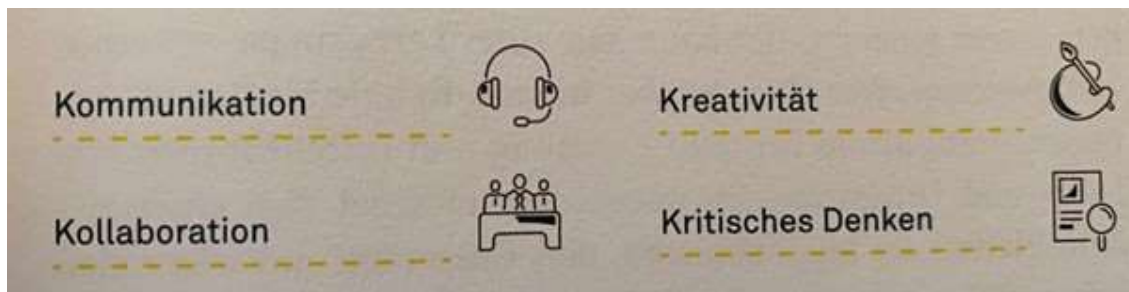 Kommunikation
Kreativität
Kollaboration
Kritisches Denken